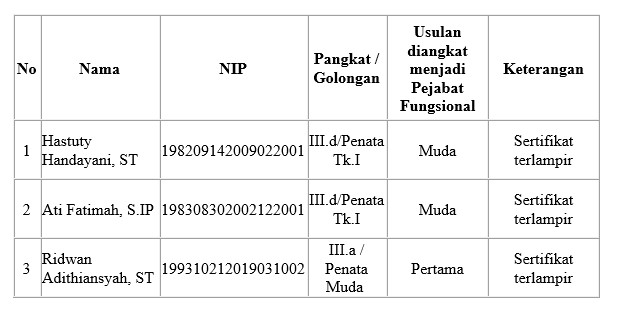 No Nama NIP Pangkat / Golongan Usulan diangkat menjadi Pejabat Fungsional Keterangan
1 Hastuty Handayani, ST 198209142009022001 III.d/Penata Tk.I Muda Sertifikat terlampir
2 Ati Fatimah, S.IP 198308302002122001 III.d/Penata Tk.I Muda Sertifikat terlampir
3 Ridwan Adithiansyah, ST 199310212019031002 III.a / Penata Muda Pertama Sertifikat terlampir